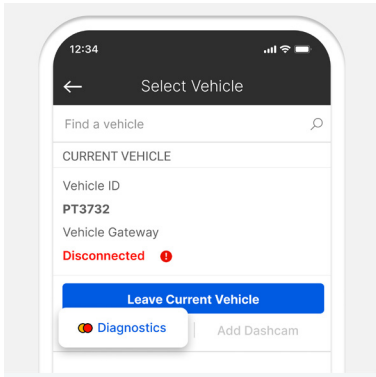 12:34
Select Vehicle
Find a vehicle
CURRENT VEHICLE
Vehicle ID
PT3732
Vehicle Gateway
Disconnected
Leave Current Vehicle
Diagnostics
Add Dashcam